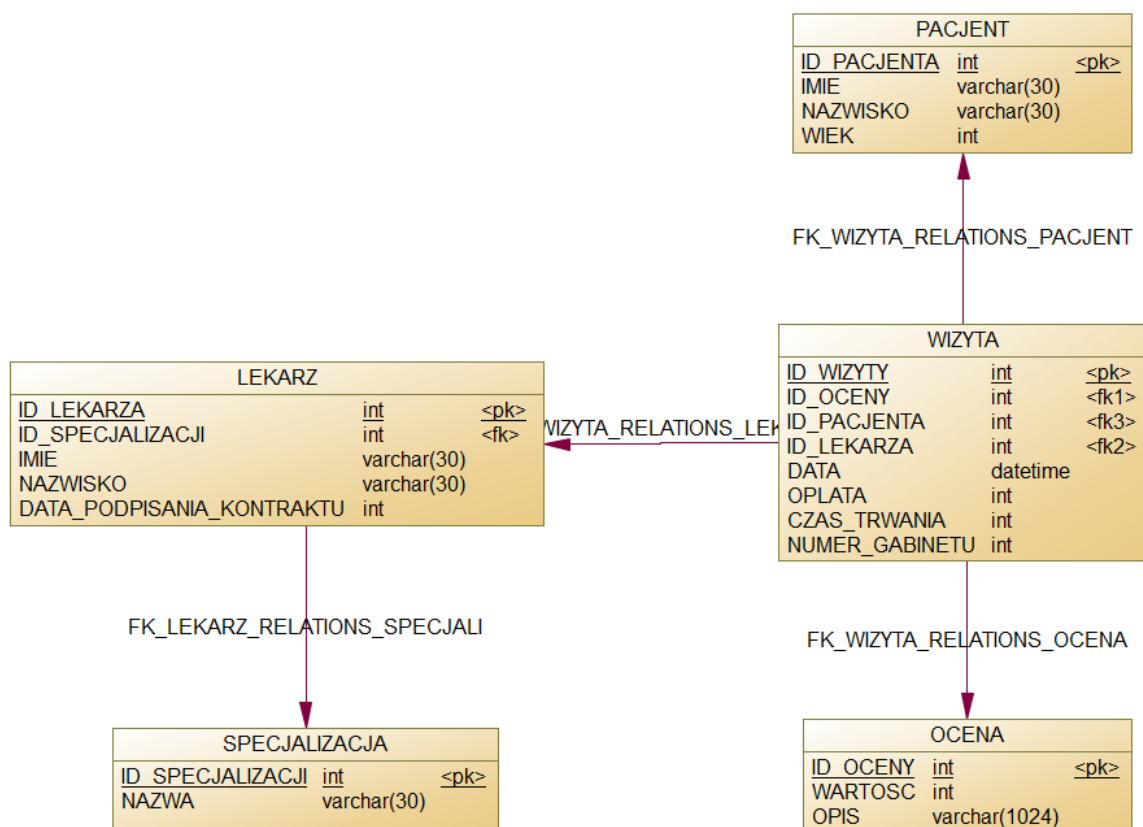 PACJENT
ID_PACJENTA int <pk>
IMIE varchar(30)
NAZWISKO varchar(30)
WIEK int
FK_WIZYTA_RELATIONS_PACJENT
WIZYTA
ID_WIZYTY int <pk>
ID_OCENY int <fk1>
ID_PACJENTA int <fk3>
ID_LEKARZA int <fk2>
DATA datetime
OPLATA int
CZAS_TRWANIA int
NUMER_GABINETU int
LEKARZ
ID_LEKARZA int <pk>
ID_SPECJALIZACJI int <fk>
IMIE varchar(30)
NAZWISKO varchar(30)
DATA_PODPISANIA_KONTRAKTU int
WIZYTA_RELATIONS_LEK
FK_LEKARZ_RELATIONS_SPECJALI
FK_WIZYTA_RELATIONS_OCENA
SPECJALIZACJA
ID_SPECJALIZACJI int <pk>
NAZWA varchar(30)
OCENA
ID_OCENY int <pk>
WARTOSC int
OPIS varchar(1024)